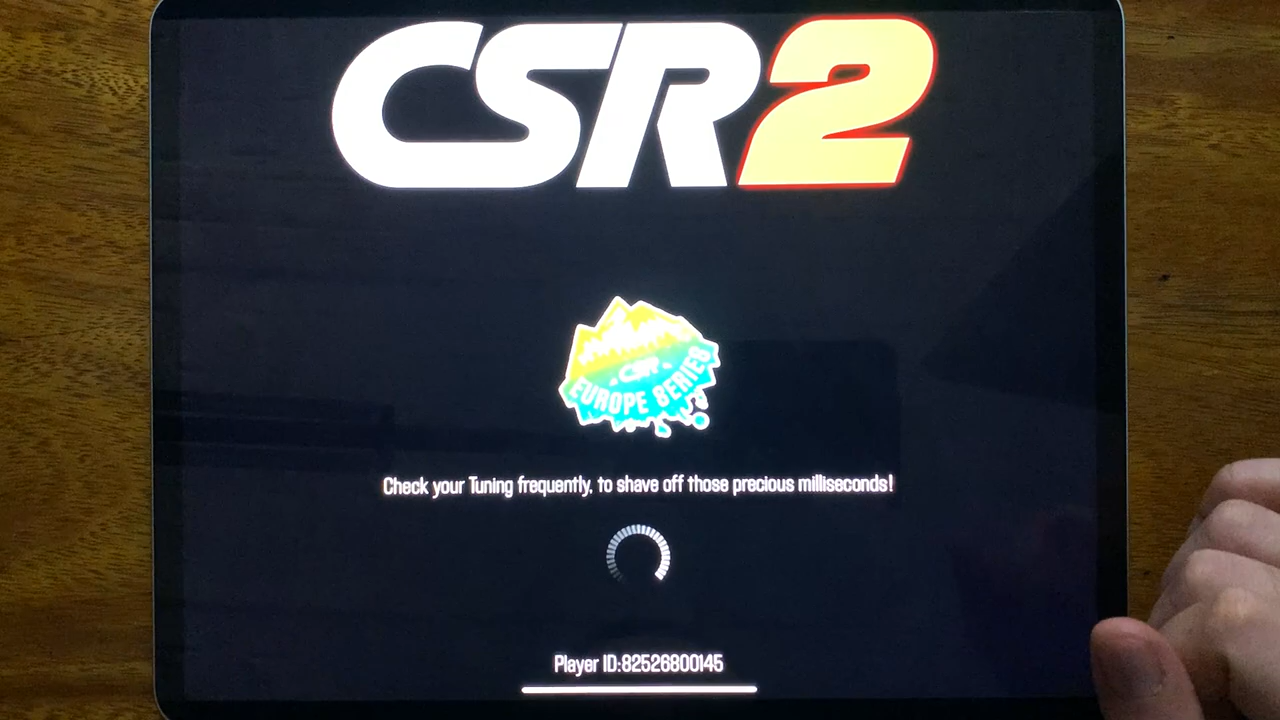 CSR2
CSR
EUROPE SERIES
Check your Tuning frequently, to shave off those precious milliseconds!
Player ID:82526800145